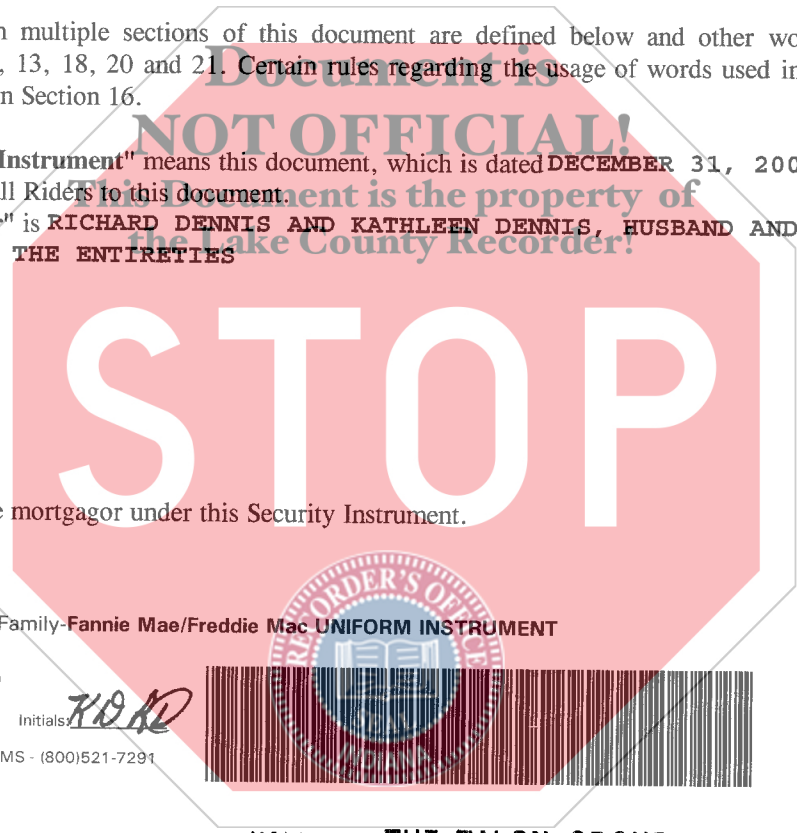 n multiple sections of this document are defined below and other wo
, 13, 18, 20 and 21. Certain rules regarding the usage of words used in
n Section 16.
Document is
NOT OFFICIAL!
This Document is the property of
the Lake County Recorder!
Instrument" means this document, which is dated DECEMBER 31, 200
ll Riders to this document.
" is RICHARD DENNIS AND KATHLEEN DENNIS, HUSBAND AND
THE ENTIRETIES
STOP
e mortgagor under this Security Instrument.
RECORDER'S OFFICE
SEAL
INDIANA
Family-Fannie Mae/Freddie Mac UNIFORM INSTRUMENT
Initials: KD RD
MS - (800)521-7291